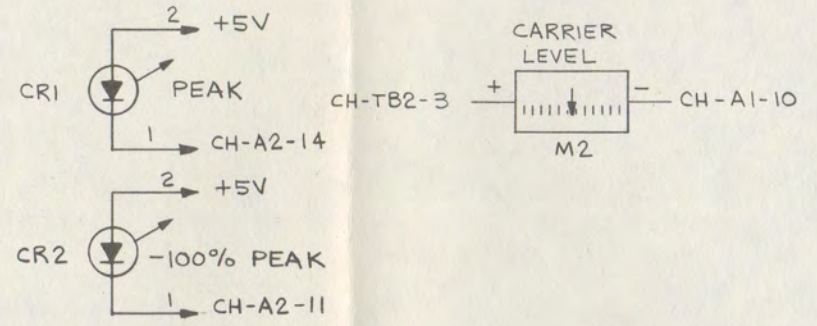 2 +5V
CR1 PEAK
1 CH-A2-14
2 +5V
CR2 -100% PEAK
1 CH-A2-11
CARRIER
LEVEL
CH-TB2-3 + - CH-A1-10
M2